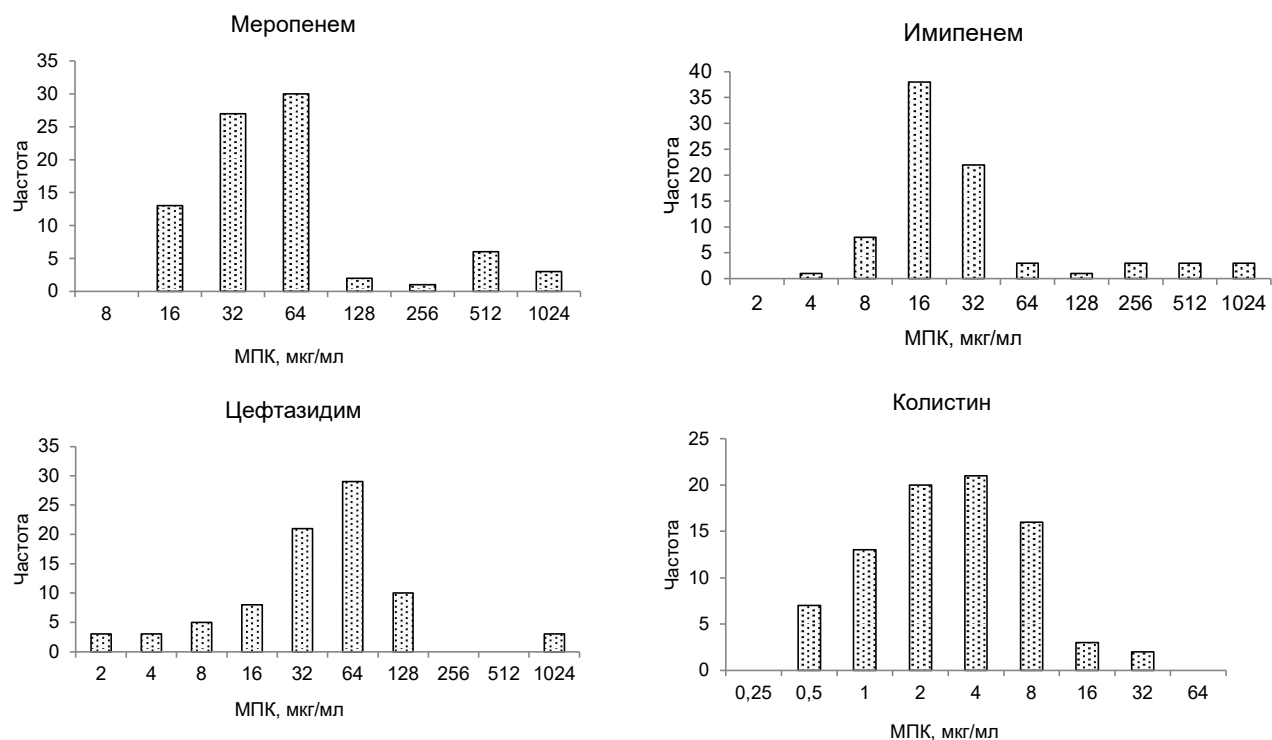 Меропенем
35
30
25
20
15
10
5
0
Частота
8 16 32 64 128 256 512 1024
МПК, мкг/мл
Имипенем
40
35
30
25
20
15
10
5
0
Частота
2 4 8 16 32 64 128 256 512 1024
МПК, мкг/мл
Цефтазидим
35
30
25
20
15
10
5
0
Частота
2 4 8 16 32 64 128 256 512 1024
МПК, мкг/мл
Колистин
25
20
15
10
5
0
Частота
0,25 0,5 1 2 4 8 16 32 64
МПК, мкг/мл